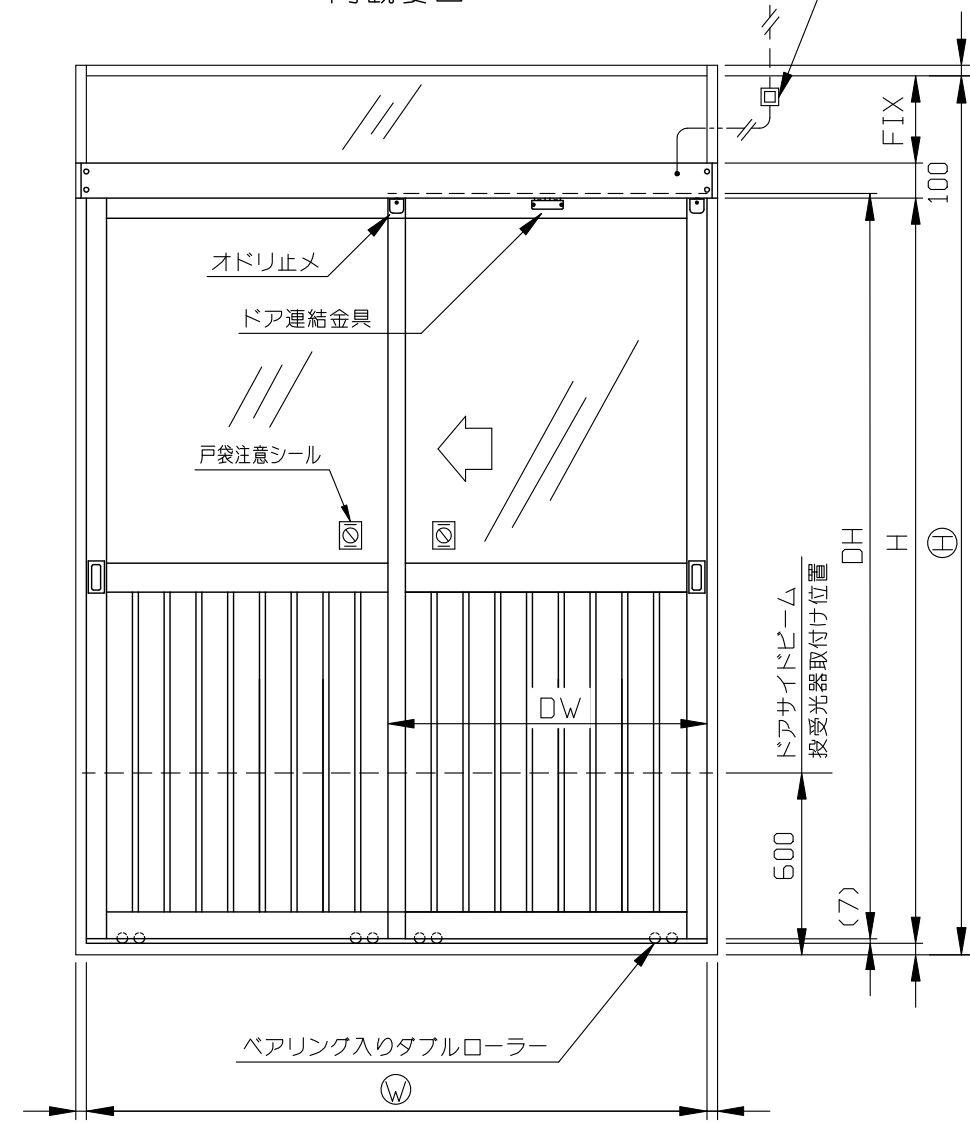 FIX
100
オドリ止メ
ドア連結金具
戸袋注意シール
DH
H
H
ドアサイドビーム
投受光器取付け位置
DW
600
(7)
ベアリング入りダブルローラー
W